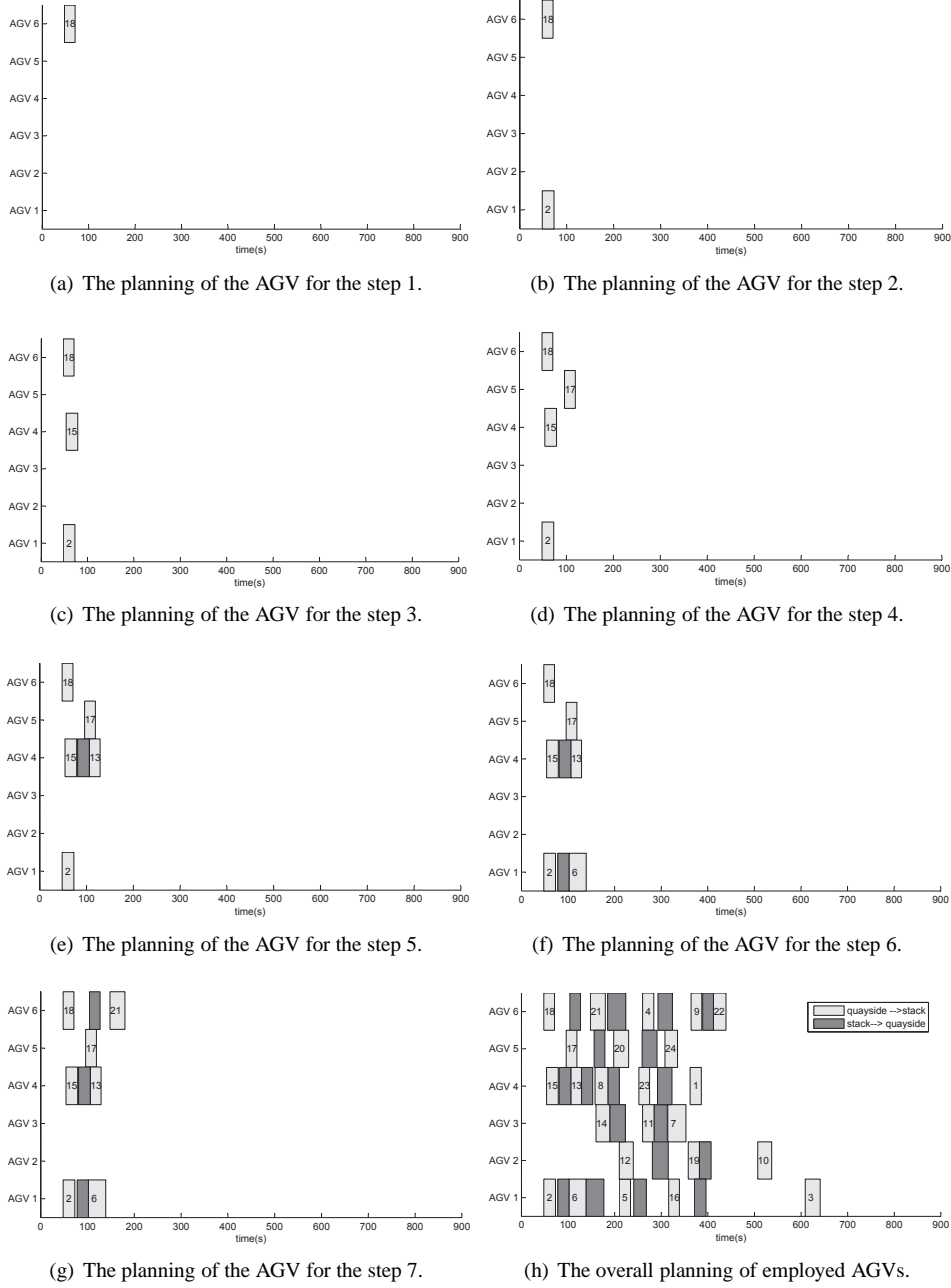 AGV 6
18
AGV 5
AGV 4
AGV 3
AGV 2
AGV 1
0 100 200 300 400 500 600 700 800 900
time(s)
(a) The planning of the AGV for the step 1.
AGV 6
18
AGV 5
AGV 4
AGV 3
AGV 2
AGV 1
2
0 100 200 300 400 500 600 700 800 900
time(s)
(b) The planning of the AGV for the step 2.
AGV 6
18
AGV 5
AGV 4
15
AGV 3
AGV 2
AGV 1
2
0 100 200 300 400 500 600 700 800 900
time(s)
(c) The planning of the AGV for the step 3.
AGV 6
18
AGV 5
17
AGV 4
15
AGV 3
AGV 2
AGV 1
2
0 100 200 300 400 500 600 700 800 900
time(s)
(d) The planning of the AGV for the step 4.
AGV 6
18
AGV 5
17
AGV 4
15 13
AGV 3
AGV 2
AGV 1
2
0 100 200 300 400 500 600 700 800 900
time(s)
(e) The planning of the AGV for the step 5.
AGV 6
18
AGV 5
17
AGV 4
15 13
AGV 3
AGV 2
AGV 1
2 6
0 100 200 300 400 500 600 700 800 900
time(s)
(f) The planning of the AGV for the step 6.
AGV 6
18 21
AGV 5
17
AGV 4
15 13
AGV 3
AGV 2
AGV 1
2 6
0 100 200 300 400 500 600 700 800 900
time(s)
(g) The planning of the AGV for the step 7.
quayside -->stack
stack--> quayside
AGV 6
18 21 4 9 22
AGV 5
17 20 24
AGV 4
15 13 8 23 1
AGV 3
14 11 7
AGV 2
12 19 10
AGV 1
2 6 5 16 3
0 100 200 300 400 500 600 700 800 900
time(s)
(h) The overall planning of employed AGVs.